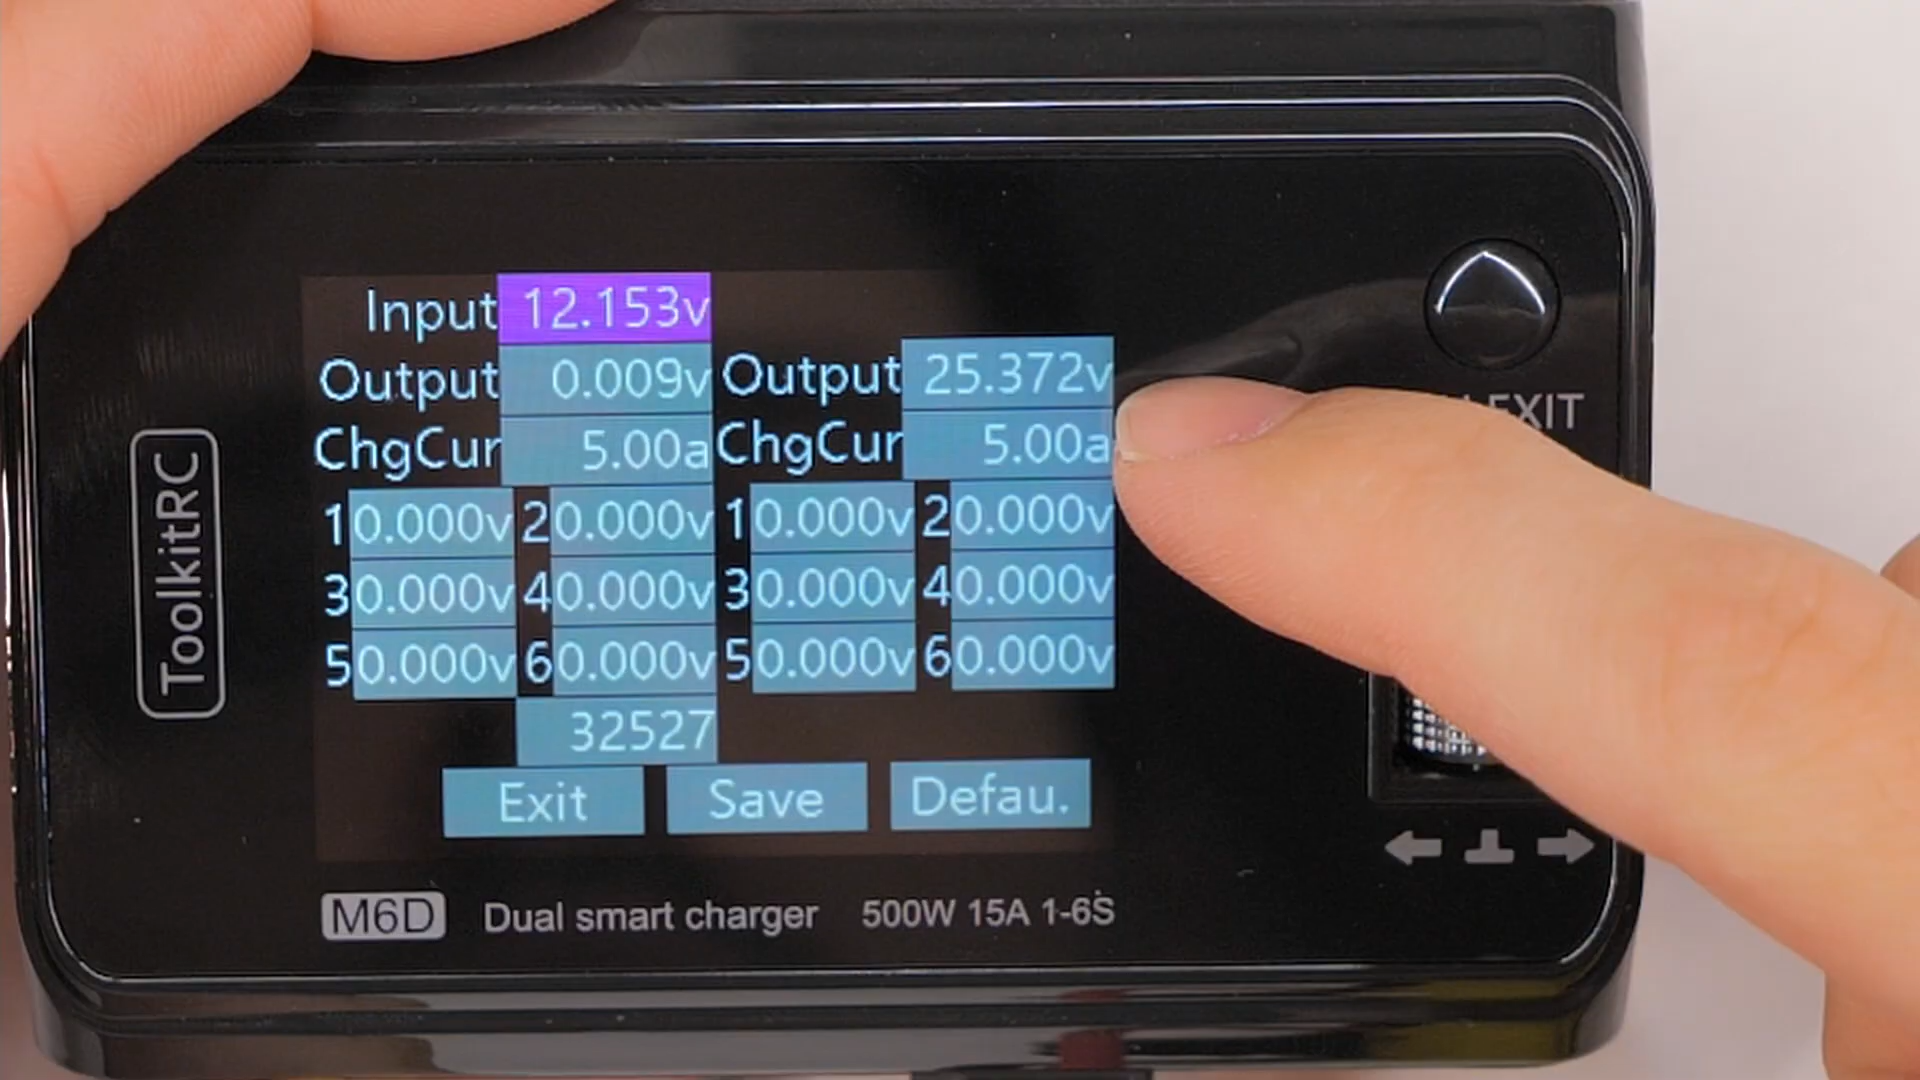 Input 12.153v
Output 0.009v Output 25.372v
ChgCur 5.00a ChgCur 5.00a
1 0.000v 2 0.000v 1 0.000v 2 0.000v
3 0.000v 4 0.000v 3 0.000v 4 0.000v
5 0.000v 6 0.000v 5 0.000v 6 0.000v
32527
Exit Save Defau.
EXIT
ToolkitRC
M6D Dual smart charger 500W 15A 1-6S